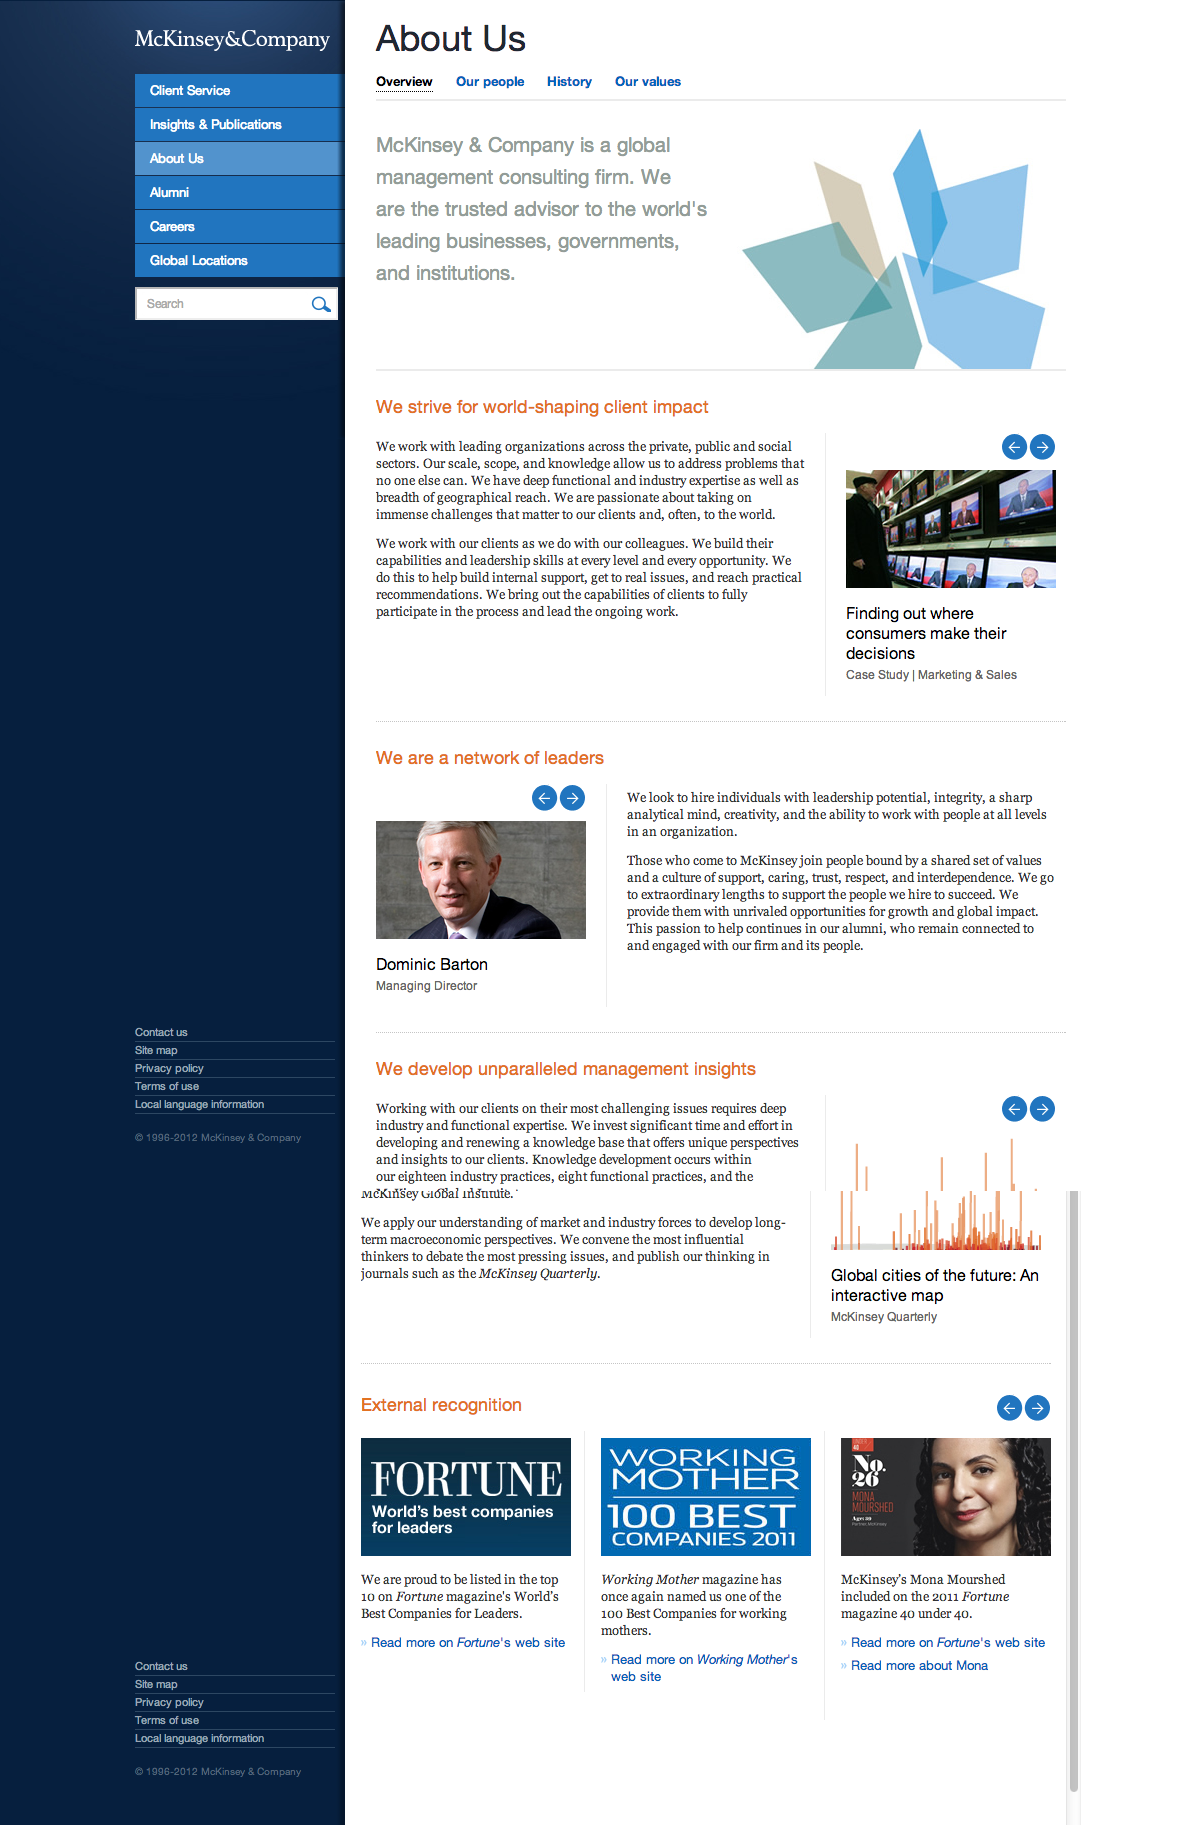 McKinsey&Company
Client Service
Insights & Publications
About Us
Alumni
Careers
Global Locations
Search
About Us
Overview
Our people
History
Our values
McKinsey & Company is a global
management consulting firm. We
are the trusted advisor to the world's
leading businesses, governments,
and institutions.
We strive for world-shaping client impact
We work with leading organizations across the private, public and social
sectors. Our scale, scope, and knowledge allow us to address problems that
no one else can. We have deep functional and industry expertise as well as
breadth of geographical reach. We are passionate about taking on
immense challenges that matter to our clients and, often, to the world.
We work with our clients as we do with our colleagues. We build their
capabilities and leadership skills at every level and every opportunity. We
do this to help build internal support, get to real issues, and reach practical
recommendations. We bring out the capabilities of clients to fully
participate in the process and lead the ongoing work.
Finding out where
consumers make their
decisions
Case Study | Marketing & Sales
We are a network of leaders
Dominic Barton
Managing Director
We look to hire individuals with leadership potential, integrity, a sharp
analytical mind, creativity, and the ability to work with people at all levels
in an organization.
Those who come to McKinsey join people bound by a shared set of values
and a culture of support, caring, trust, respect, and interdependence. We go
to extraordinary lengths to support the people we hire to succeed. We
provide them with unrivaled opportunities for growth and global impact.
This passion to help continues in our alumni, who remain connected to
and engaged with our firm and its people.
Contact us
Site map
Privacy policy
Terms of use
Local language information
© 1996-2012 McKinsey & Company
We develop unparalleled management insights
Working with our clients on their most challenging issues requires deep
industry and functional expertise. We invest significant time and effort in
developing and renewing a knowledge base that offers unique perspectives
and insights to our clients. Knowledge development occurs within
our eighteen industry practices, eight functional practices, and the
McKinsey Global Institute.
We apply our understanding of market and industry forces to develop long-
term macroeconomic perspectives. We convene the most influential
thinkers to debate the most pressing issues, and publish our thinking in
journals such as the McKinsey Quarterly.
Global cities of the future: An
interactive map
McKinsey Quarterly
External recognition
FORTUNE
World's best companies
for leaders
We are proud to be listed in the top
10 on Fortune magazine's World's
Best Companies for Leaders.
» Read more on Fortune's web site
WORKING
MOTHER
100 BEST
COMPANIES 2011
Working Mother magazine has
once again named us one of the
100 Best Companies for working
mothers.
» Read more on Working Mother's
web site
40
No.
26
MONA
MOURSHED
Age: 39
McKinsey's Mona Mourshed
included on the 2011 Fortune
magazine 40 under 40.
» Read more on Fortune's web site
» Read more about Mona
Contact us
Site map
Privacy policy
Terms of use
Local language information
© 1996-2012 McKinsey & Company